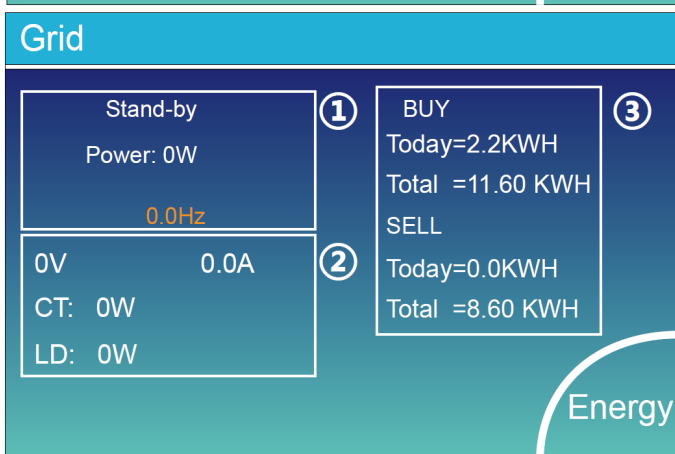 Grid
Stand-by
Power: 0W
0.0Hz
①
0V 0.0A
CT: 0W
LD: 0W
②
BUY
Today=2.2KWH
Total =11.60 KWH
SELL
Today=0.0KWH
Total =8.60 KWH
③
Energy